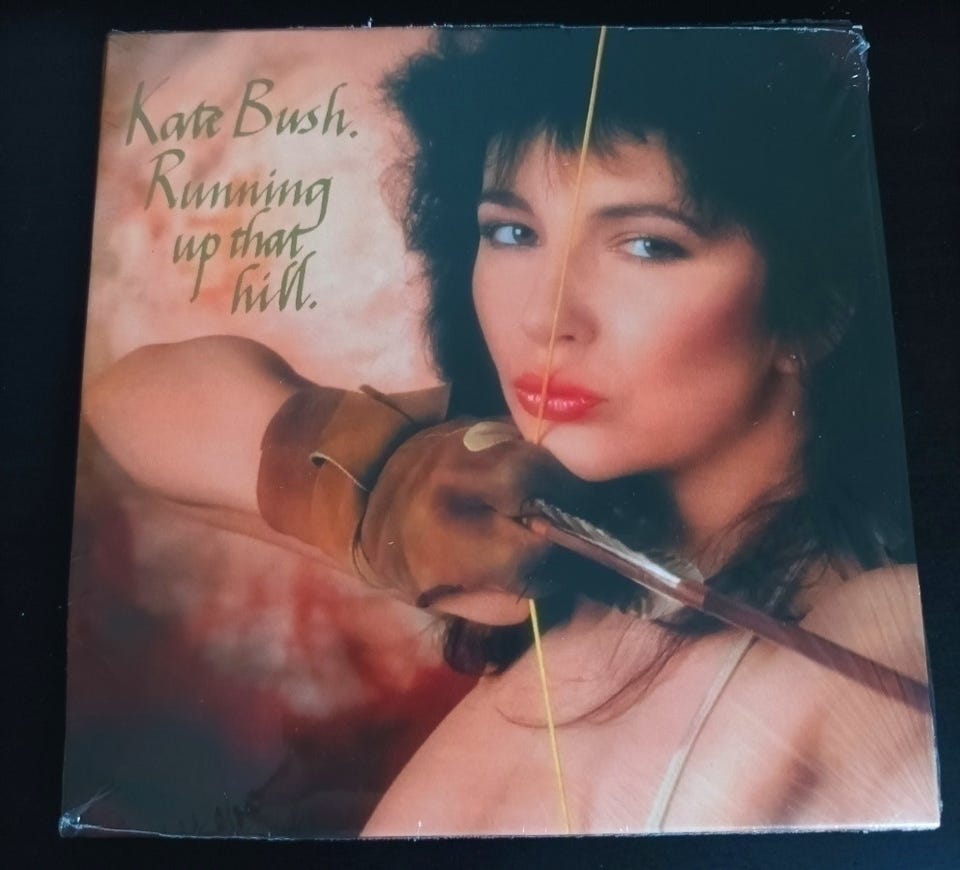 Kate Bush.
Running
up that
hill.